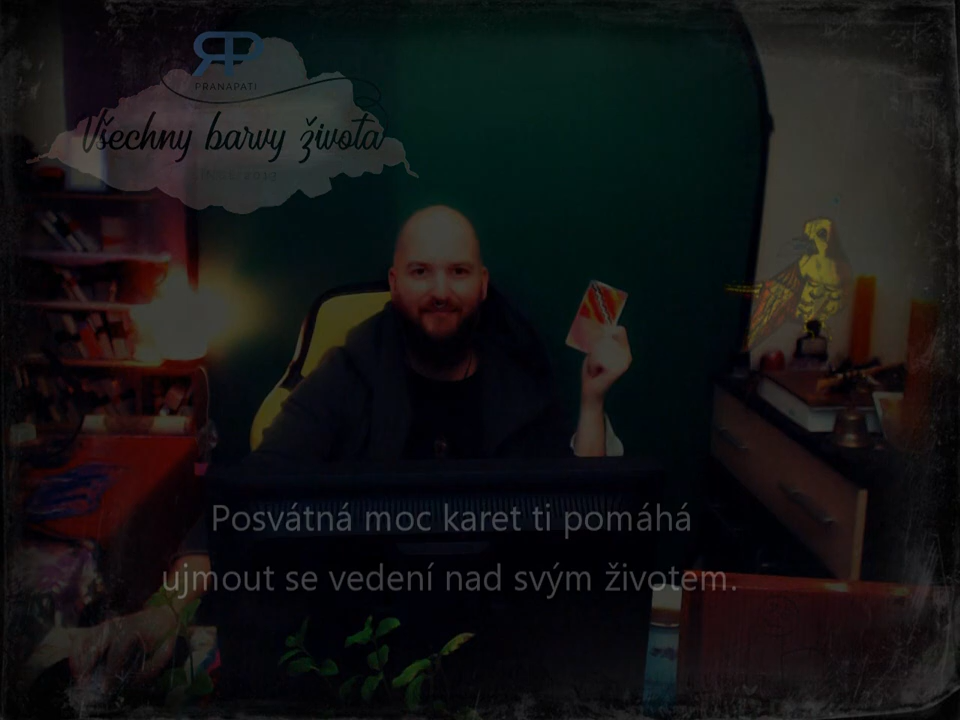 PRANAPATI
Všechny barvy života
Posvátná moc karet ti pomáhá
ujmout se vedení nad svým životem.